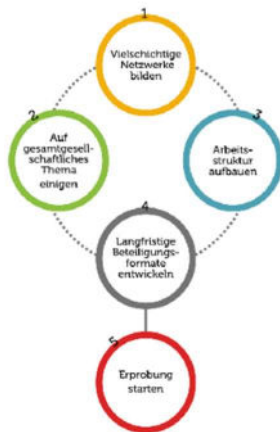 1
Vielschichtige
Netzwerke
bilden
2
Auf
gesamtgesell-
schaftliches
Thema
einigen
3
Arbeits-
struktur
aufbauen
4
Langfristige
Beteiligungs-
formate
entwickeln
5
Erprobung
starten